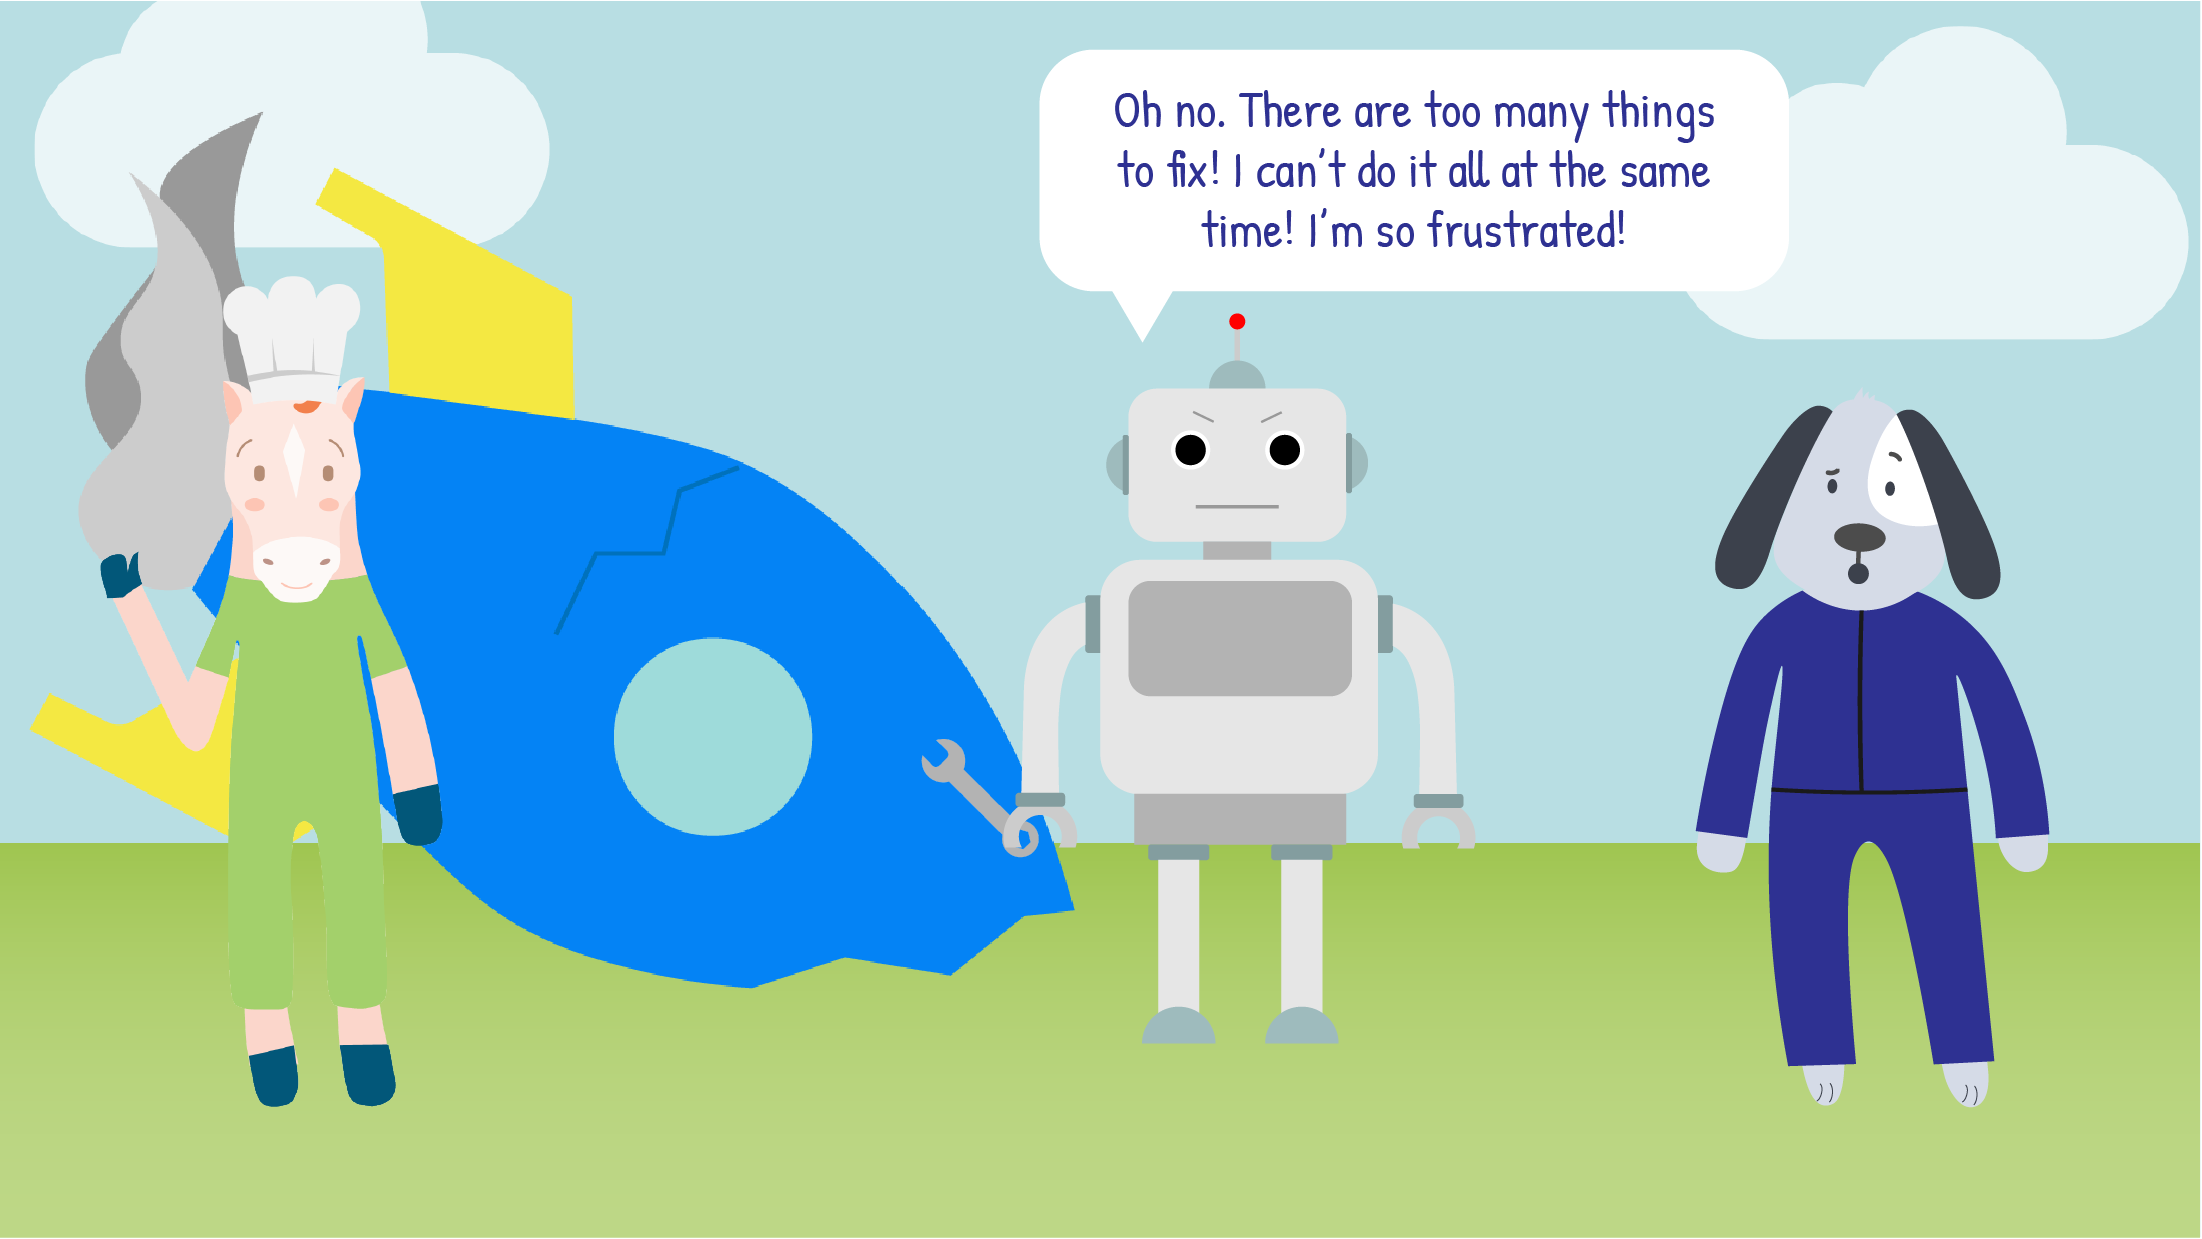 Oh no. There are too many things
to fix! I can't do it all at the same
time! I'm so frustrated!